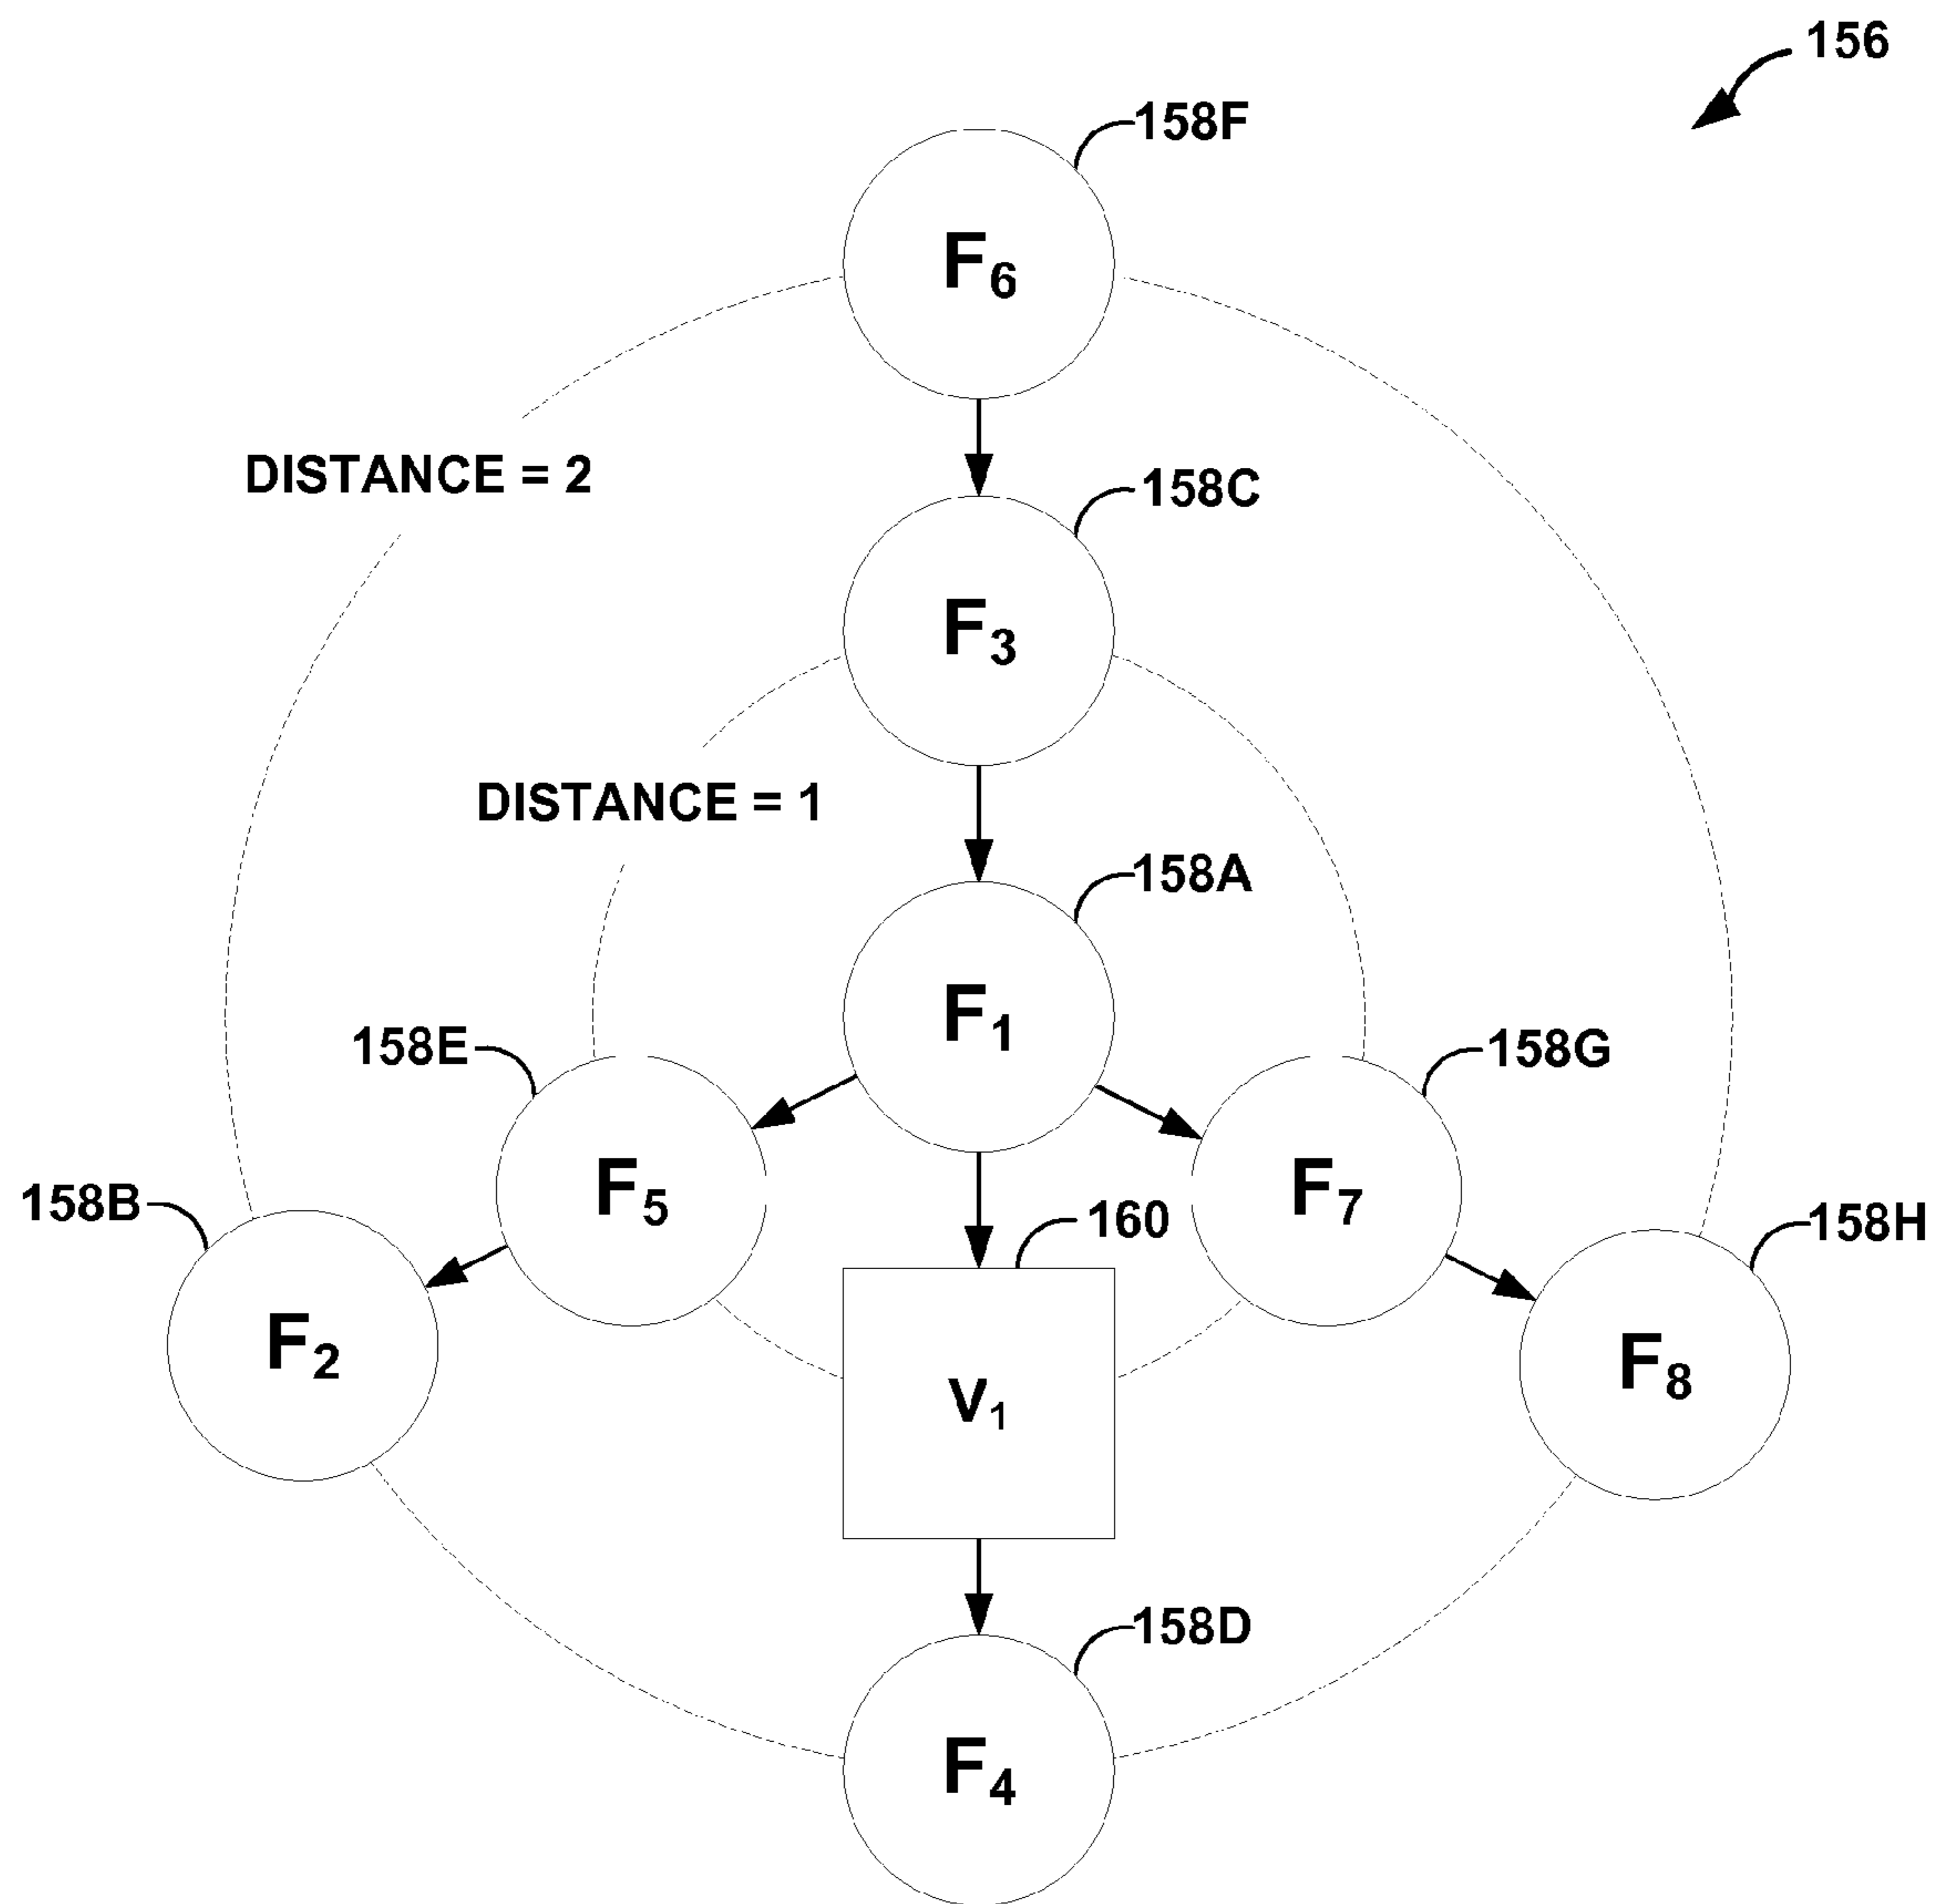 156
158F
F6
DISTANCE = 2
158C
F3
DISTANCE = 1
158A
F1
158E
158G
F5
F7
158B
160
158H
F2
V1
F8
158D
F4